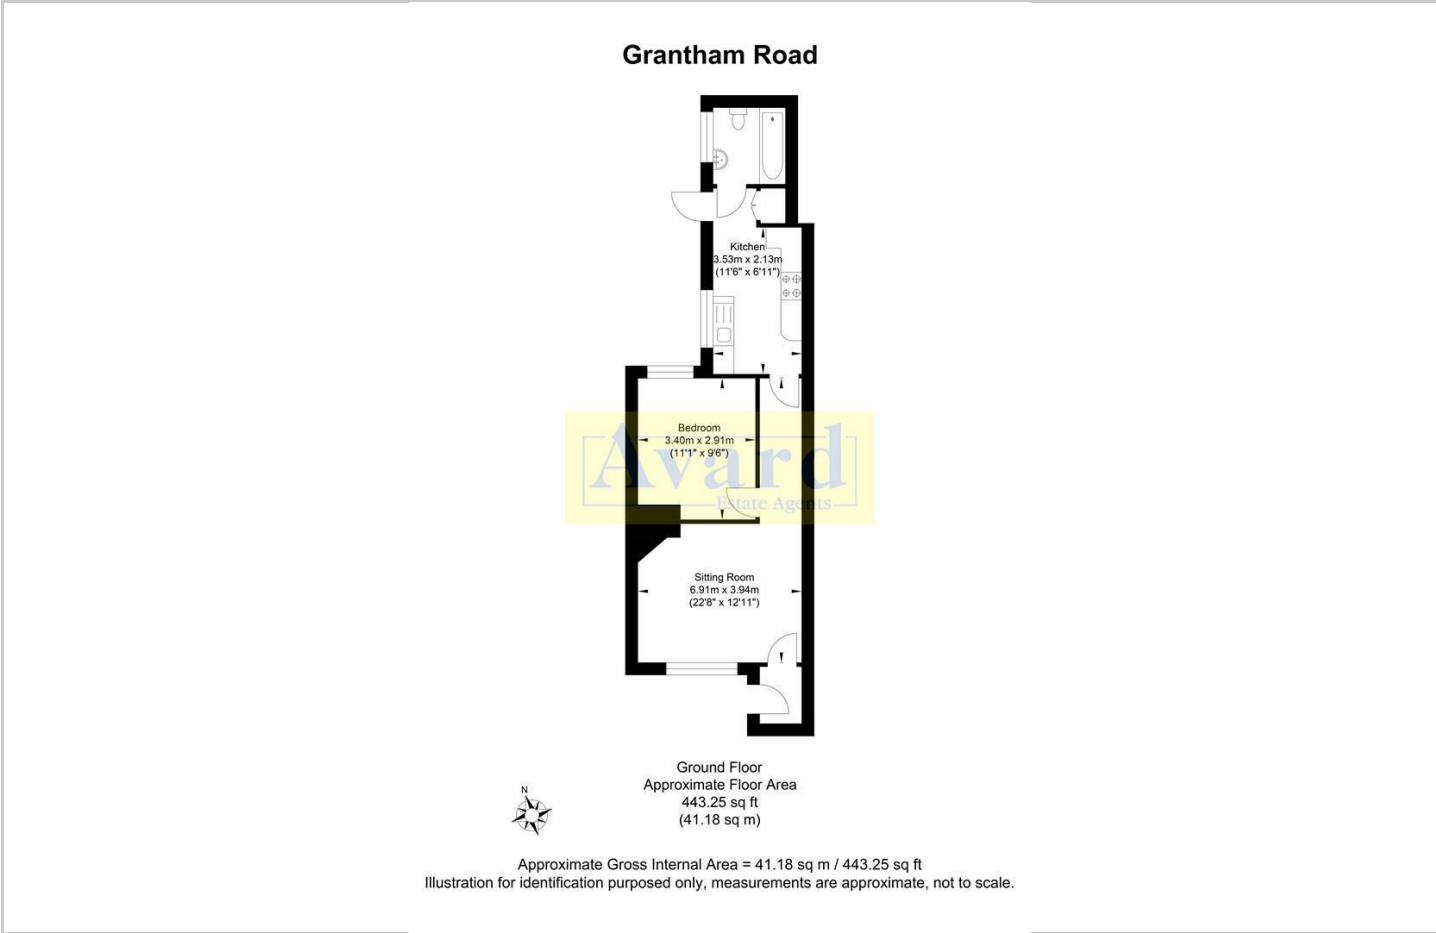 Grantham Road
Kitchen
3.53m x 2.13m
(11'6" x 6'11")
Bedroom
3.40m x 2.91m
(11'1" x 9'6")
Avard
Estate Agents
Sitting Room
6.91m x 3.94m
(22'8" x 12'11")
Ground Floor
Approximate Floor Area
443.25 sq ft
(41.18 sq m)
N
Approximate Gross Internal Area = 41.18 sq m / 443.25 sq ft
Illustration for identification purposed only, measurements are approximate, not to scale.